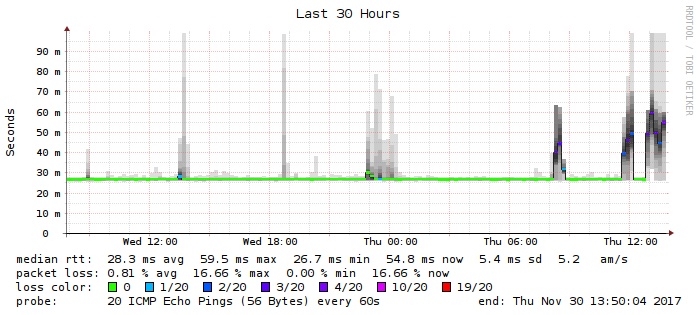 Last 30 Hours
RRDTOOL / TOBI OETIKER
Seconds
90 m
80 m
70 m
60 m
50 m
40 m
30 m
20 m
10 m
0
Wed 12:00 Wed 18:00 Thu 00:00 Thu 06:00 Thu 12:00
median rtt: 28.3 ms avg 59.5 ms max 26.7 ms min 54.8 ms now 5.4 ms sd 5.2 am/s
packet loss: 0.81 % avg 16.66 % max 0.00 % min 16.66 % now
loss color: 0 1/20 2/20 3/20 4/20 10/20 19/20
probe: 20 ICMP Echo Pings (56 Bytes) every 60s end: Thu Nov 30 13:50:04 2017